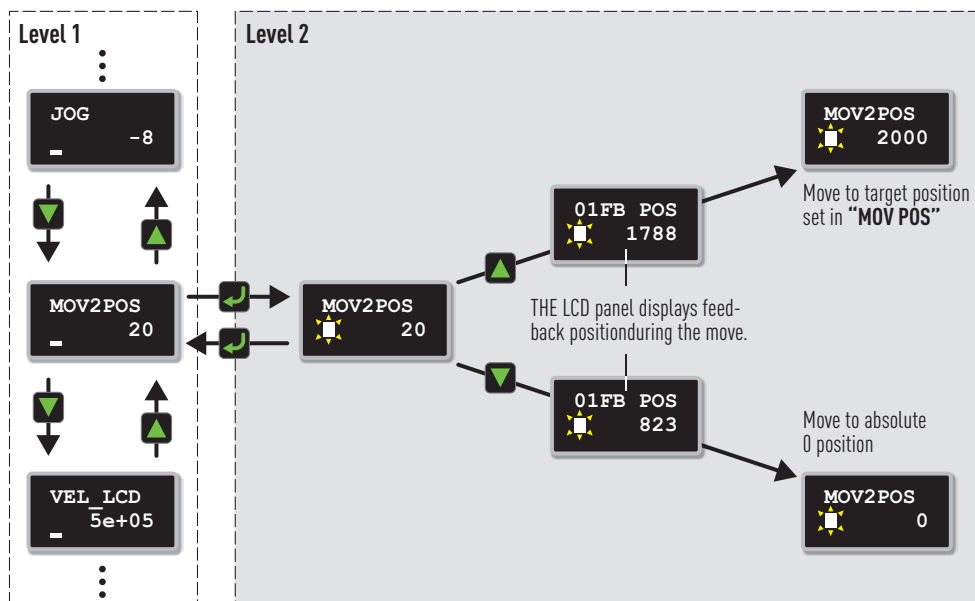 Level 1
Level 2
JOG
-8
MOV2POS
20
VEL_LCD
5e+05
MOV2POS
20
01FB POS
1788
THE LCD panel displays feed-
back positionduring the move.
01FB POS
823
MOV2POS
2000
Move to target position
set in “MOV POS”
Move to absolute
0 position
MOV2POS
0